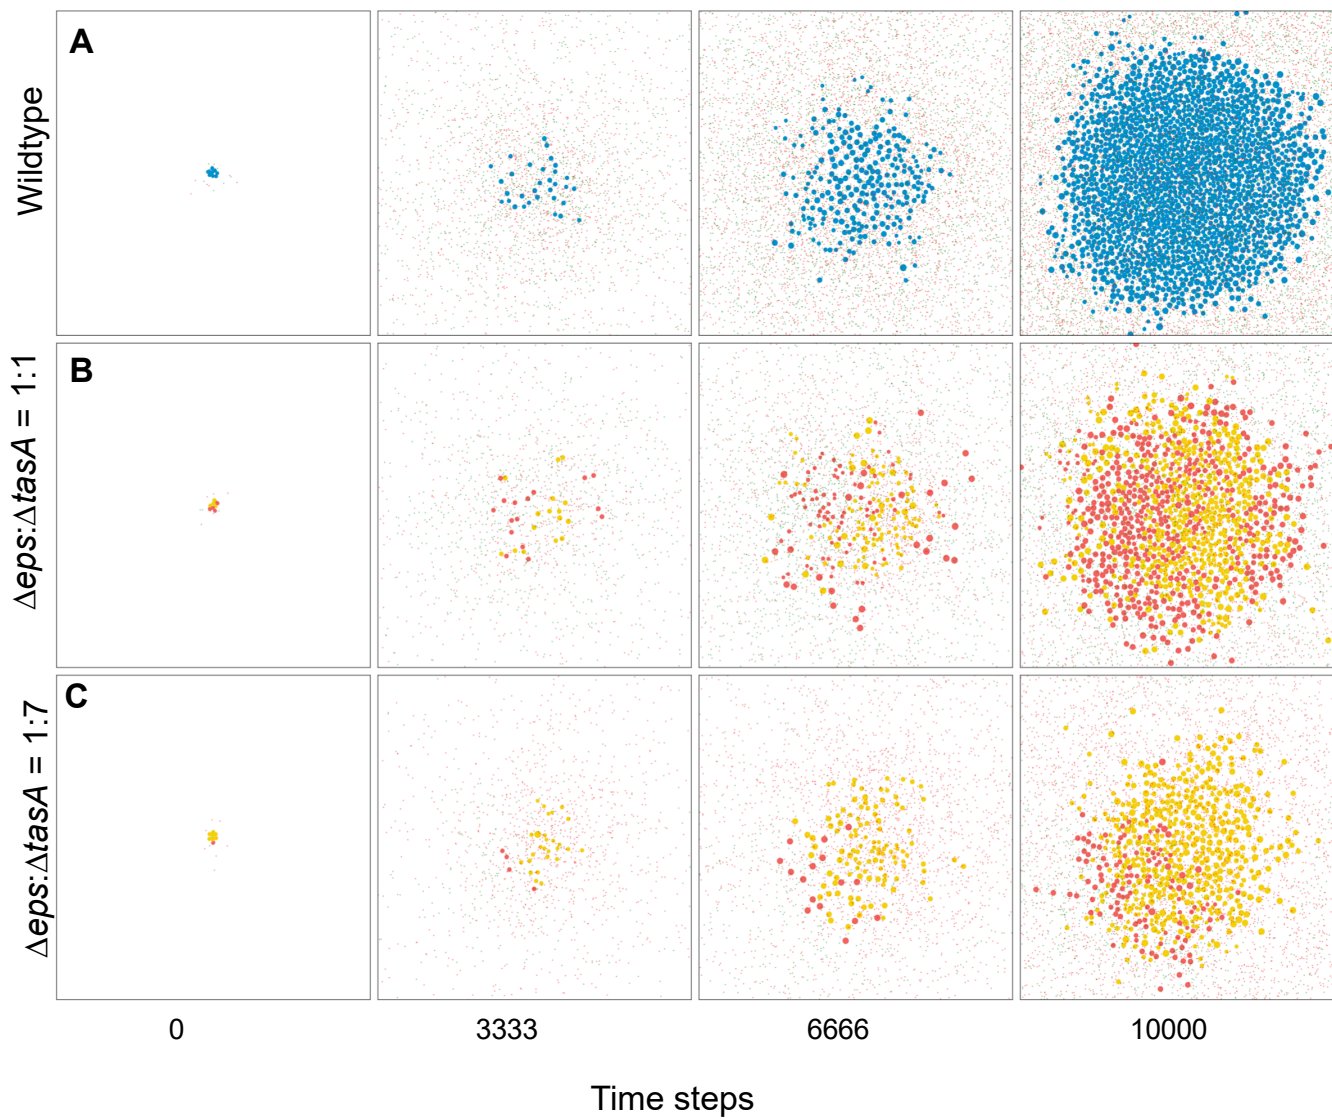 A
Wildtype
B
Δeps:ΔtasA = 1:1
C
Δeps:ΔtasA = 1:7
0 3333 6666 10000
Time steps